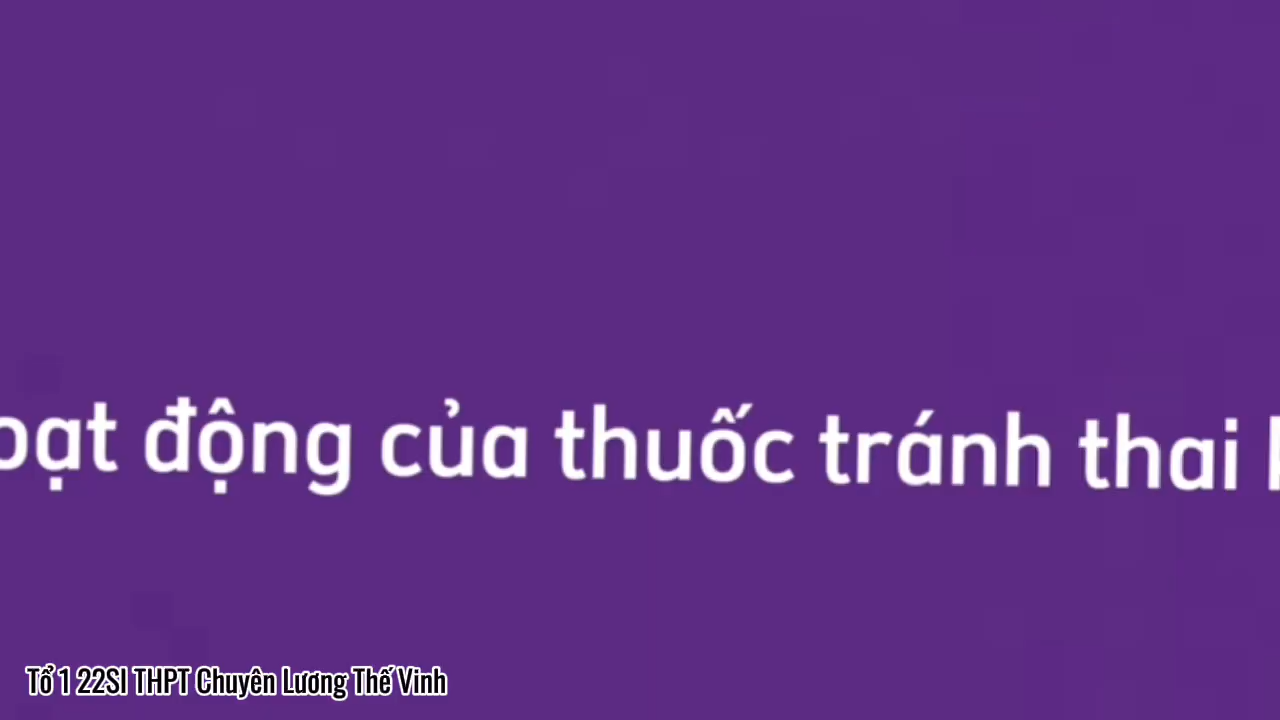 oạt động của thuốc tránh thai
Tổ 1 22SI THPT Chuyên Lương Thế Vinh